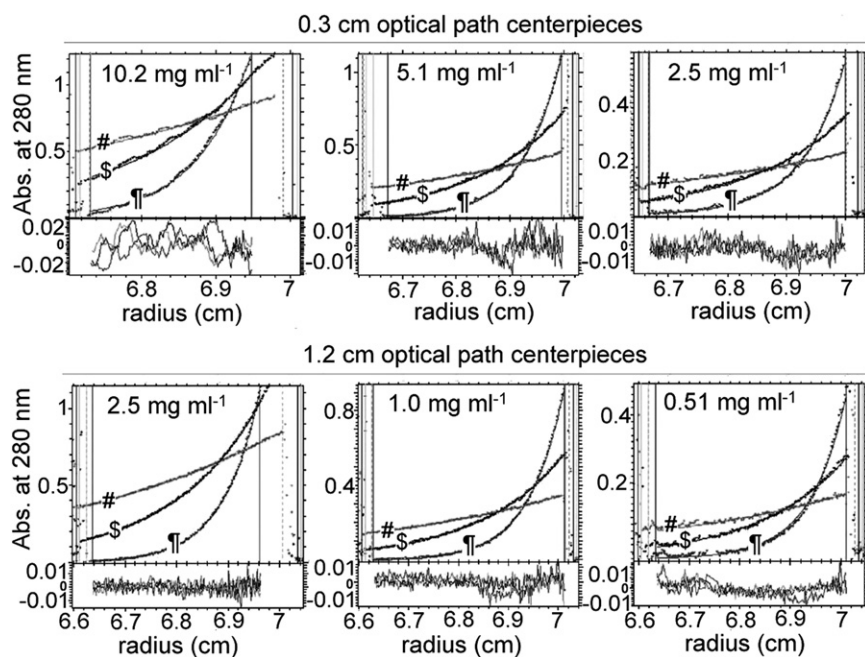 0.3 cm optical path centerpieces
10.2 mg ml-1 5.1 mg ml-1 2.5 mg ml-1
Abs. at 280 nm
1 0.5
# $ ¶
0.02 0 -0.02
6.8 6.9 7
radius (cm)
1 0.5
# $ ¶
0.01 0 -0.01
6.7 6.8 6.9 7
radius (cm)
0.4 0.2
# $ ¶
0.01 0 -0.01
6.7 6.8 6.9 7
radius (cm)
1.2 cm optical path centerpieces
2.5 mg ml-1 1.0 mg ml-1 0.51 mg ml-1
Abs. at 280 nm
1 0.5
# $ ¶
0.01 0 -0.01
6.6 6.7 6.8 6.9 7
radius (cm)
0.8 0.4
# $ ¶
0.01 0 -0.01
6.6 6.7 6.8 6.9 7
radius (cm)
0.4 0.2
# $ ¶
0.01 0 -0.01
6.6 6.7 6.8 6.9 7
radius (cm)